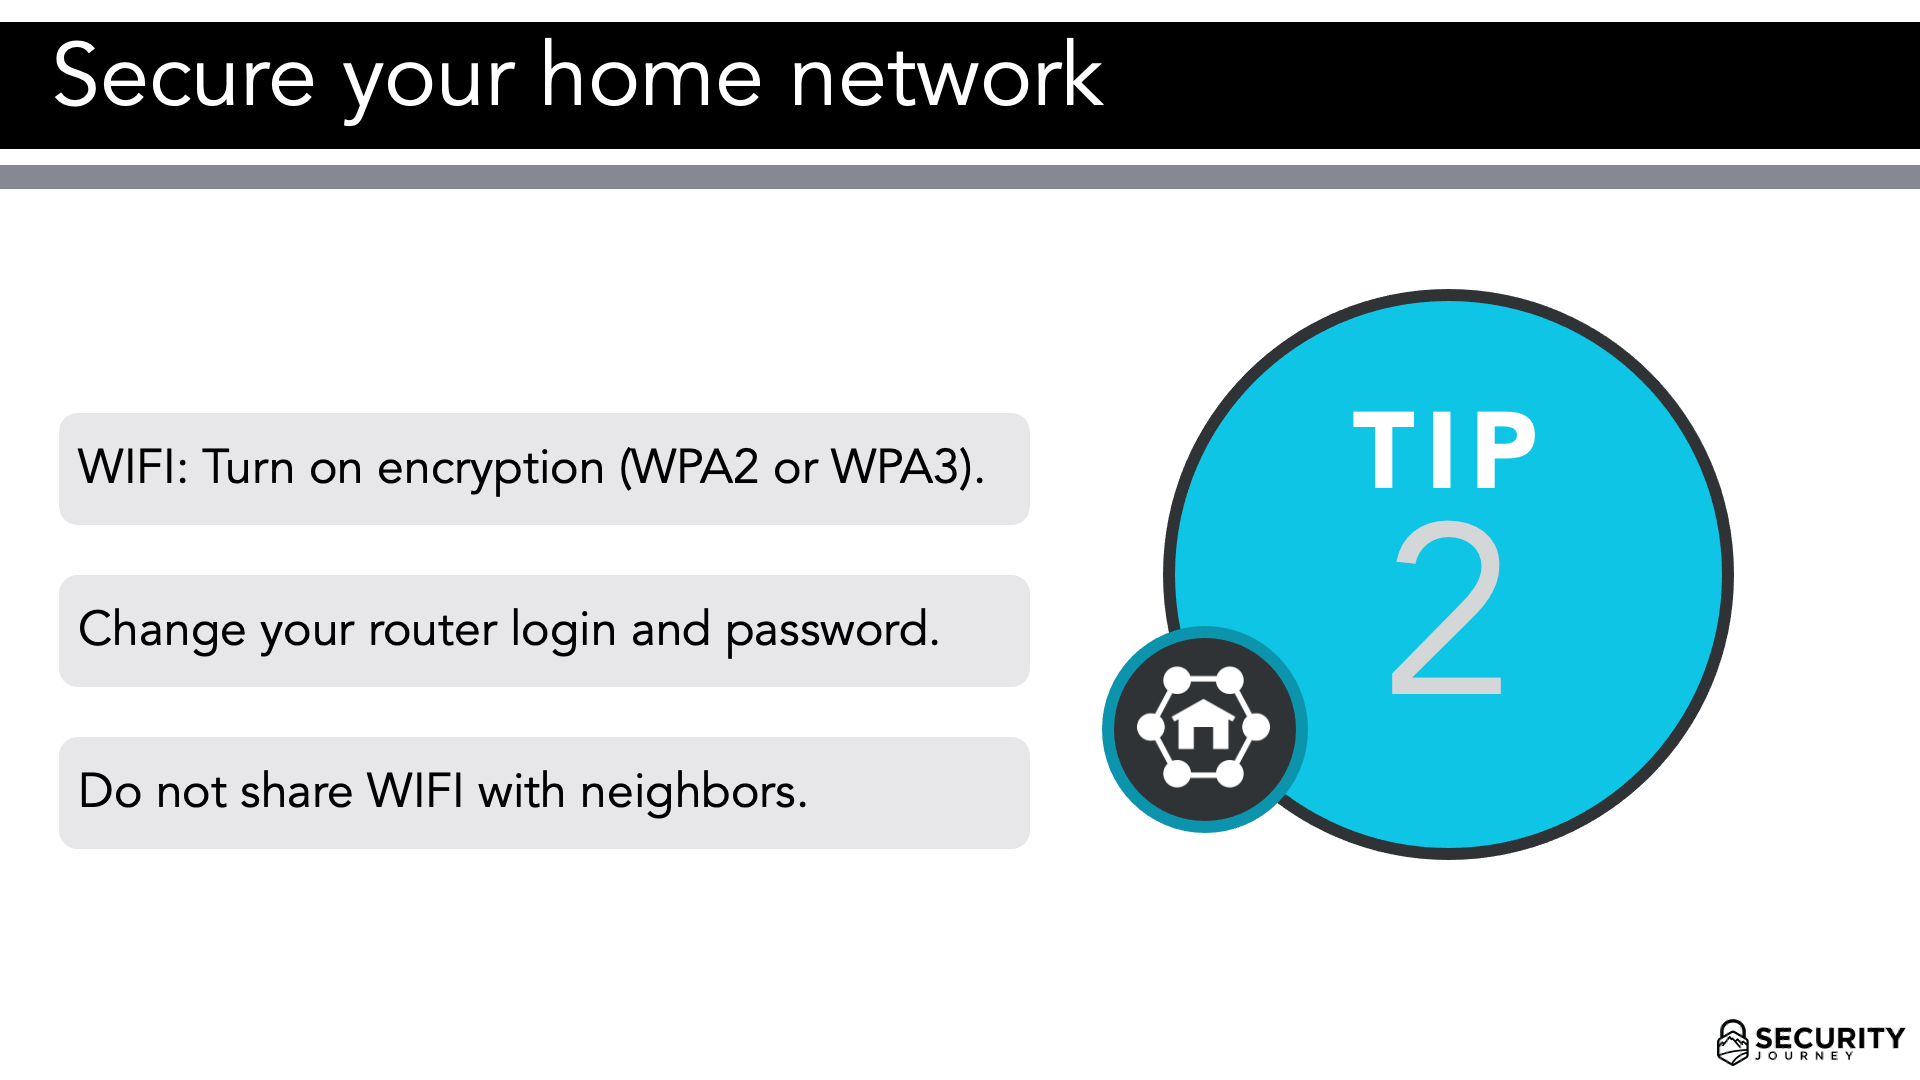 Secure your home network
WIFI: Turn on encryption (WPA2 or WPA3).
Change your router login and password.
Do not share WIFI with neighbors.
TIP
2
SECURITY
JOURNEY